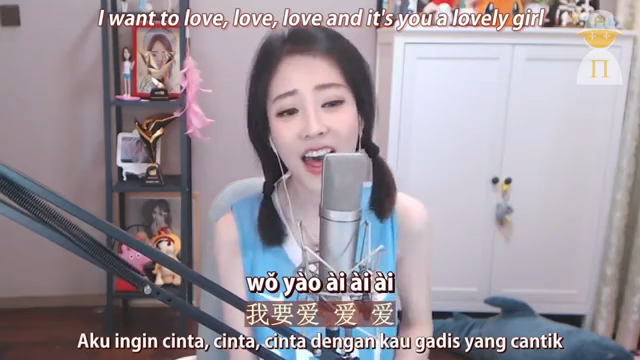 I want to love, love, love and it's you a lovely girl
П
wǒ yào ài ài ài
我要爱 爱 爱
Aku ingin cinta, cinta, cinta dengan kau gadis yang cantik